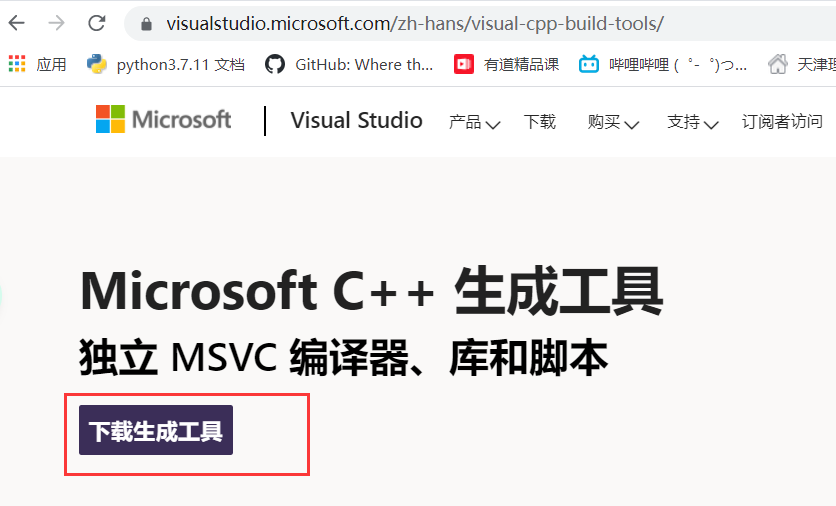 visualstudio.microsoft.com/zh-hans/visual-cpp-build-tools/
应用 python3.7.11 文档 GitHub: Where th... 有道精品课 哔哩哔哩 ( ゜- ゜)つ... 天津理
Microsoft Visual Studio 产品 下载 购买 支持 订阅者访问
Microsoft C++ 生成工具
独立 MSVC 编译器、库和脚本
下载生成工具